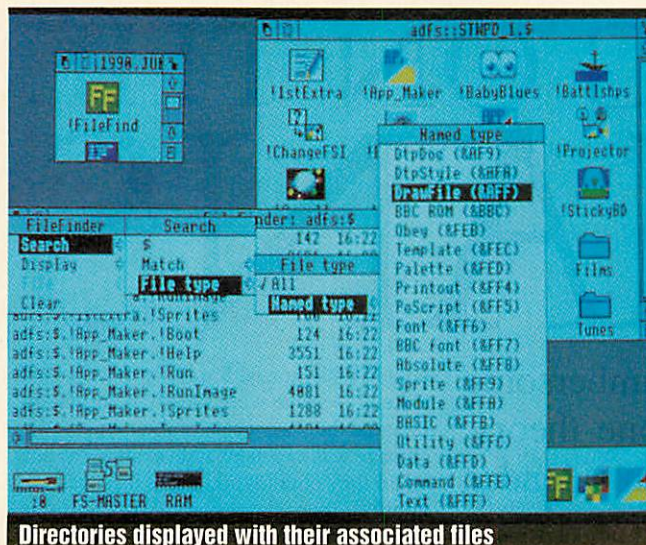 adfs::STWPD_1.$
1990.JUN
!FileFind
!1stExtra !App_Maker !BabyBlues !Battlshps
!ChangeFSI
!Projector
!StickyBD
Films
Tunes
Named type
DtpDoc (&AF9)
DtpStyle (&AFA)
DrawFile (&AFF)
BBC ROM (&BBC)
Obey (&FEB)
Template (&FEC)
Palette (&FED)
Printout (&FF4)
PoScript (&FF5)
Font (&FF6)
BBC font (&FF7)
Absolute (&FF8)
Sprite (&FF9)
Module (&FFA)
BASIC (&FFB)
Utility (&FFC)
Data (&FFD)
Command (&FFE)
Text (&FFF)
FileFinder
Search
Display
File
Clear
Search
$
Match
File type
File type
All
Named type
adfs:$
142 16:22
adfs:$.!App_Maker.!Boot 124 16:22
adfs:$.!App_Maker.!Help 3551 16:22
adfs:$.!App_Maker.!Run 151 16:22
adfs:$.!App_Maker.!RunImage 4081 16:22
adfs:$.!App_Maker.!Sprites 1288 16:22
:0 FS-MASTER RAM
Directories displayed with their associated files